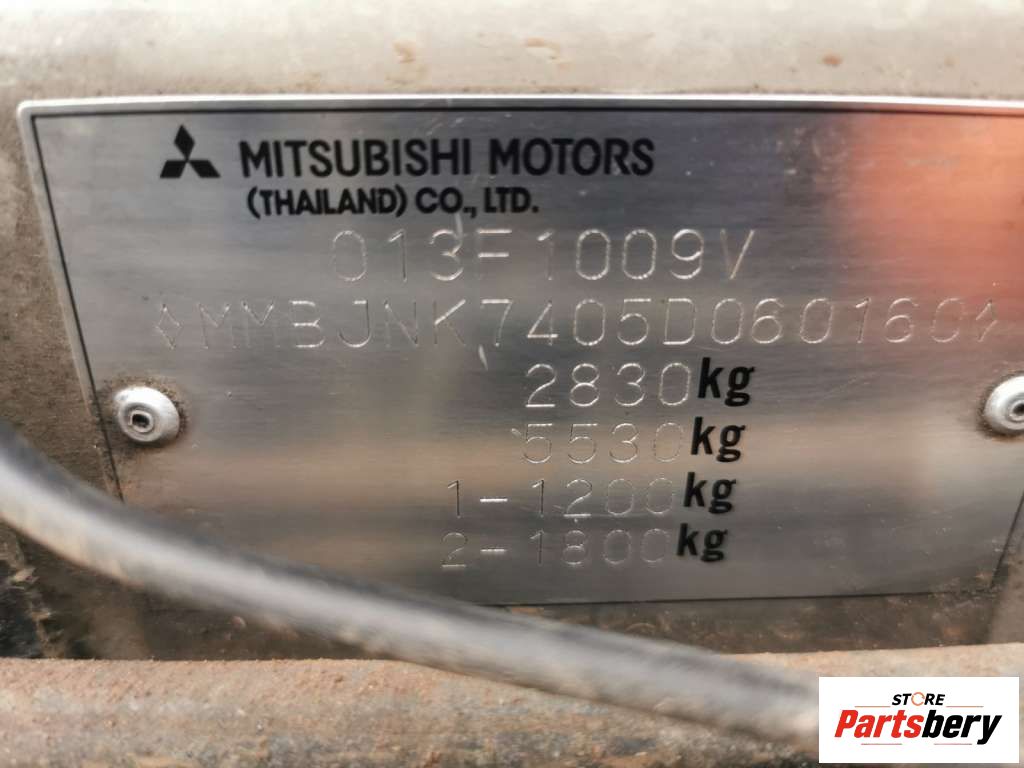 MITSUBISHI MOTORS
(THAILAND) CO., LTD.
013F1009V
◊MMBJNK7405D060160◊
2830kg
5530kg
1-1200kg
2-1800kg
STORE
Partsbery